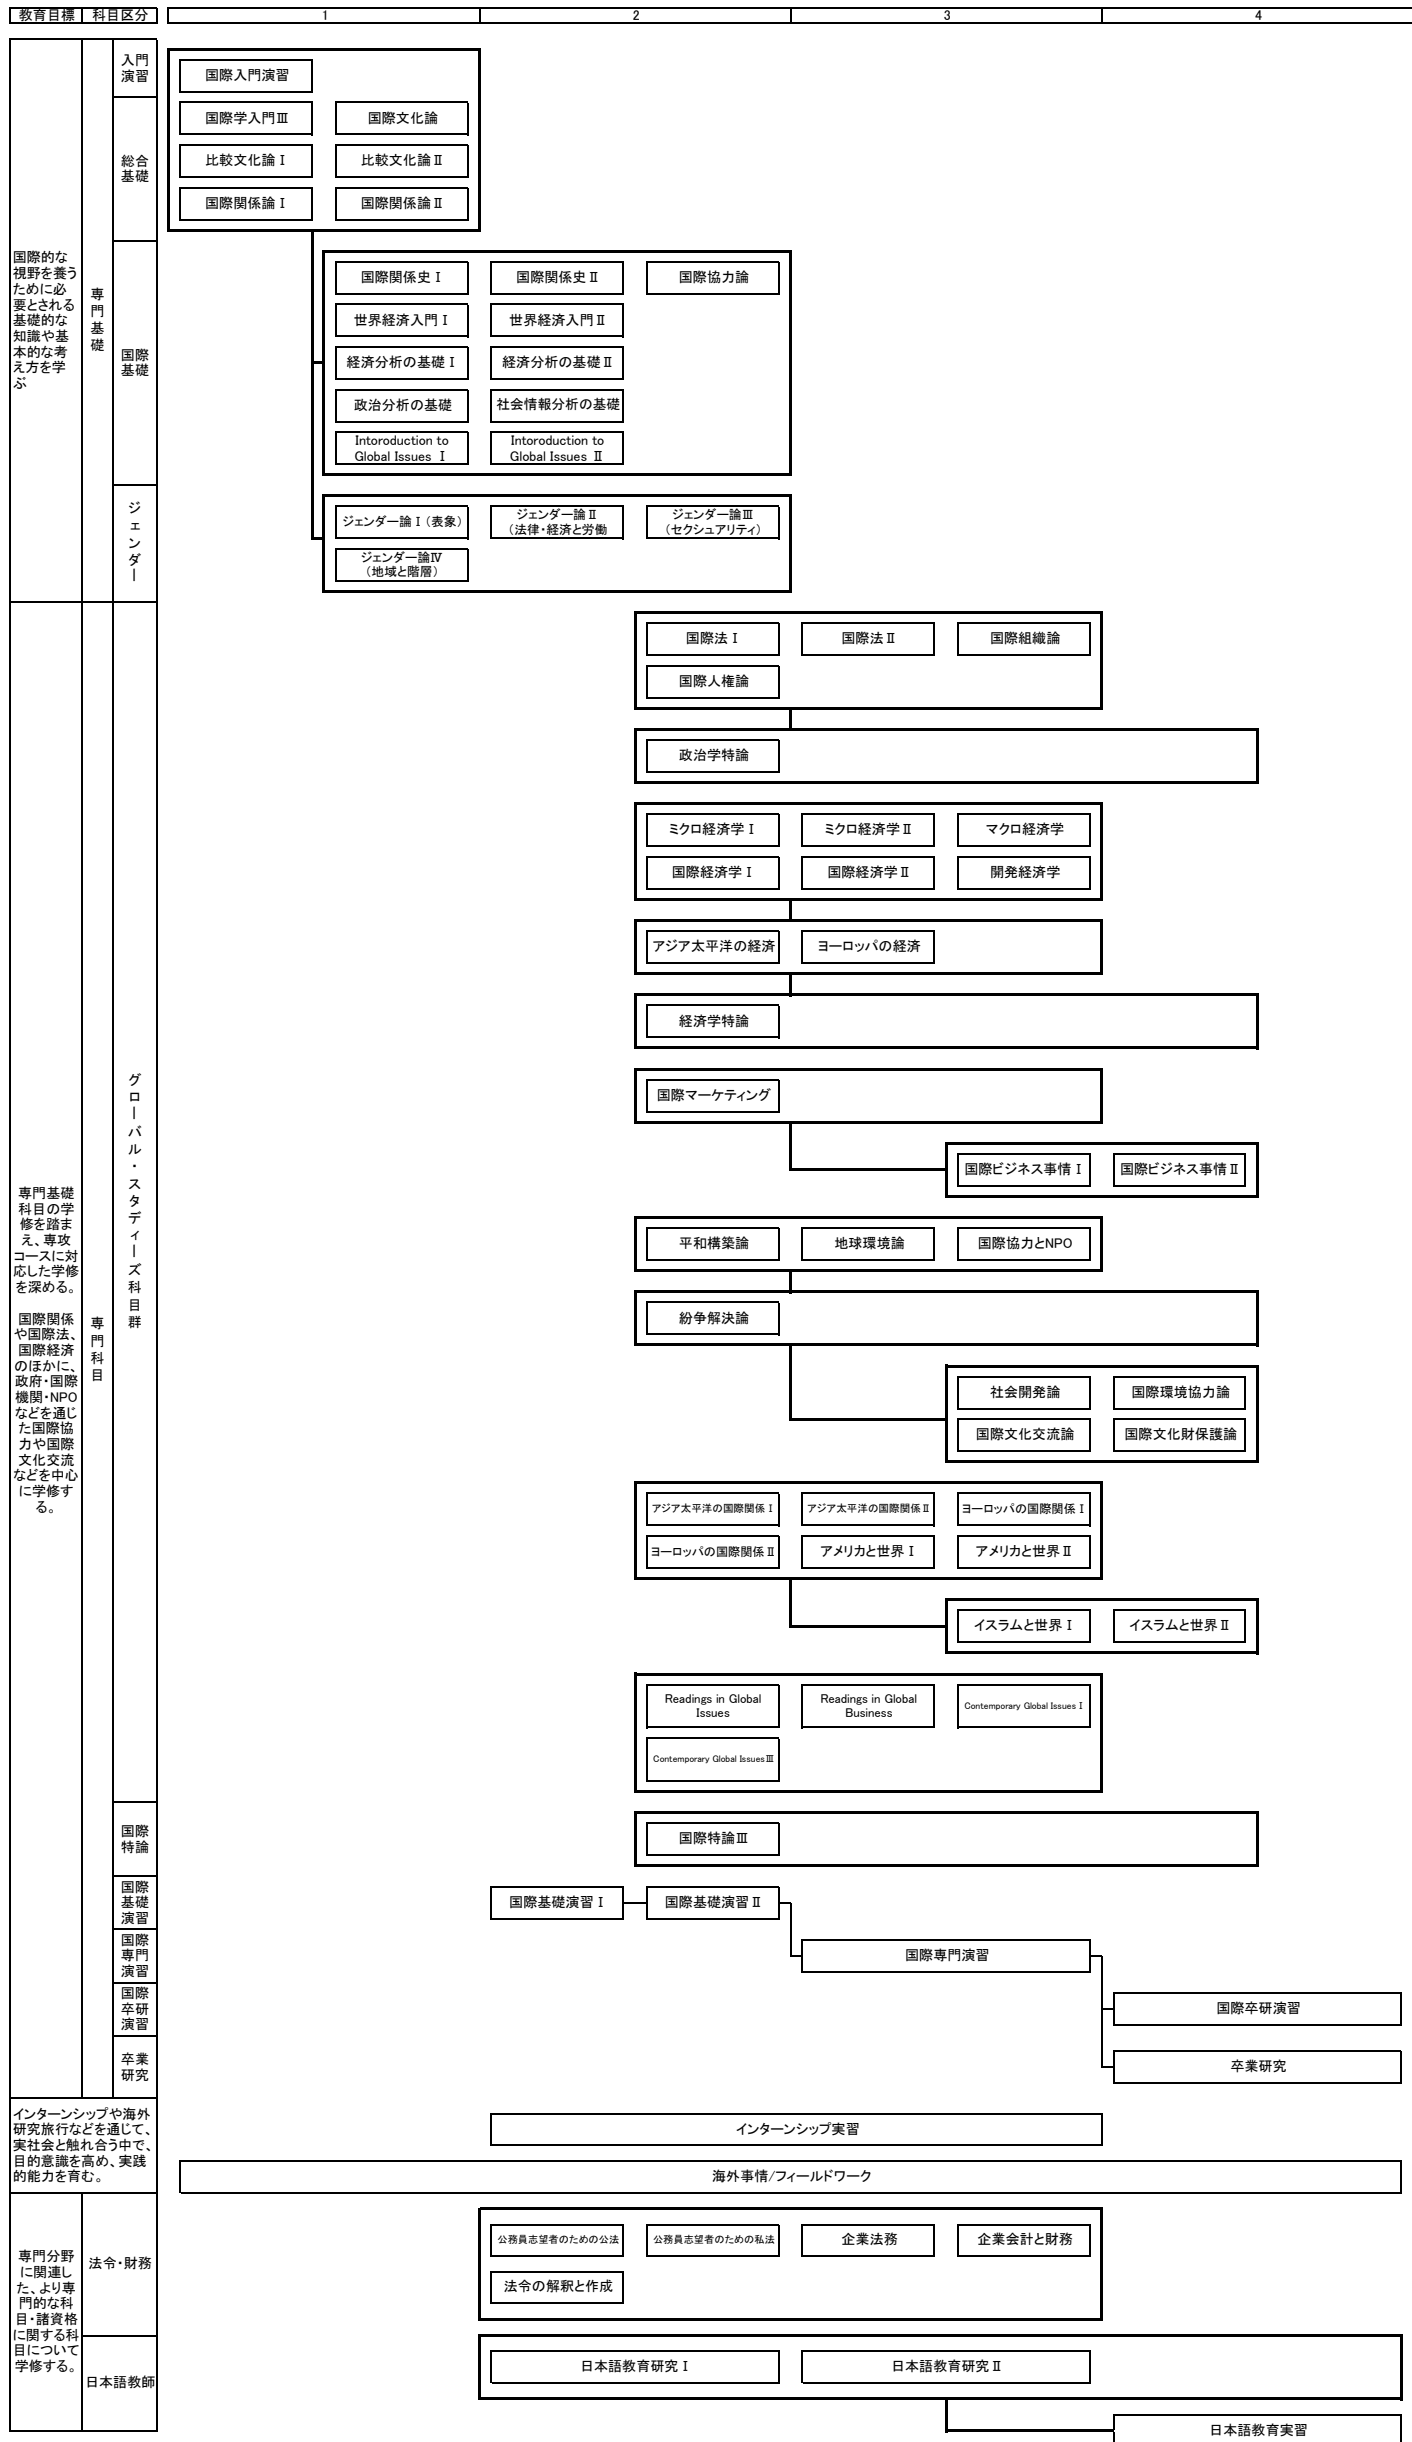 教育目標 科目区分 1 2 3 4
入門
演習
国際入門演習
総合
基礎
国際学入門Ⅲ 国際文化論
比較文化論Ⅰ 比較文化論Ⅱ
国際関係論Ⅰ 国際関係論Ⅱ
国際的な
視野を養う
ために必
要とされる
基礎的な
知識や基
本的な考
え方を学
ぶ
専門基礎
国際
基礎
国際関係史Ⅰ 国際関係史Ⅱ 国際協力論
世界経済入門Ⅰ 世界経済入門Ⅱ
経済分析の基礎Ⅰ 経済分析の基礎Ⅱ
政治分析の基礎 社会情報分析の基礎
Intoroduction to
Global Issues Ⅰ
Intoroduction to
Global Issues Ⅱ
ジェンダー
ジェンダー論Ⅰ（表象）
ジェンダー論Ⅱ
（法律・経済と労働
ジェンダー論Ⅲ
（セクシュアリティ）
ジェンダー論Ⅳ
（地域と階層）
専門基礎
科目の学
修を踏ま
え、専攻
コースに対
応した学修
を深める。
国際関係
や国際法、
国際経済
のほかに、
政府・国際
機関・NPO
などを通じ
た国際協
力や国際
文化交流
などを中心
に学修す
る。
専門科目
グローバル・スタディーズ科目群
国際法Ⅰ 国際法Ⅱ 国際組織論
国際人権論
政治学特論
ミクロ経済学Ⅰ ミクロ経済学Ⅱ マクロ経済学
国際経済学Ⅰ 国際経済学Ⅱ 開発経済学
アジア太平洋の経済 ヨーロッパの経済
経済学特論
国際マーケティング
国際ビジネス事情Ⅰ 国際ビジネス事情Ⅱ
平和構築論 地球環境論 国際協力とNPO
紛争解決論
社会開発論 国際環境協力論
国際文化交流論 国際文化財保護論
アジア太平洋の国際関係Ⅰ アジア太平洋の国際関係Ⅱ ヨーロッパの国際関係Ⅰ
ヨーロッパの国際関係Ⅱ アメリカと世界Ⅰ アメリカと世界Ⅱ
イスラムと世界Ⅰ イスラムと世界Ⅱ
Readings in Global
Issues
Readings in Global
Business
Contemporary Global IssuesⅠ
Contemporary Global IssuesⅢ
国際
特論
国際特論Ⅲ
国際
基礎
演習
国際基礎演習Ⅰ 国際基礎演習Ⅱ
国際
専門
演習
国際専門演習
国際
卒研
演習
国際卒研演習
卒業
研究
卒業研究
インターンシップや海外
研究旅行などを通じて、
実社会と触れ合う中で、
目的意識を高め、実践
的能力を育む。
インターンシップ実習
海外事情/フィールドワーク
専門分野
に関連し
た、より専
門的な科
目・諸資格
に関する科
目について
学修する。
法令・財務
公務員志望者のための公法 公務員志望者のための私法 企業法務 企業会計と財務
法令の解釈と作成
日本語教師
日本語教育研究Ⅰ 日本語教育研究Ⅱ
日本語教育実習